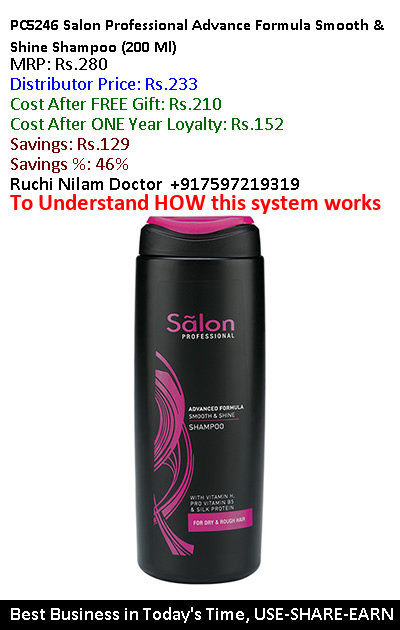 PC5246 Salon Professional Advance Formula Smooth &
Shine Shampoo (200 Ml)
MRP: Rs.280
Distributor Price: Rs.233
Cost After FREE Gift: Rs.210
Cost After ONE Year Loyalty: Rs.152
Savings: Rs.129
Savings %: 46%
Ruchi Nilam Doctor +917597219319
To Understand HOW this system works
Sãlon
PROFESSIONAL
ADVANCED FORMULA
SMOOTH & SHINE
SHAMPOO
WITH VITAMIN H,
PRO VITAMIN B5
& SILK PROTEIN
FOR DRY & ROUGH HAIR
Best Business in Today's Time, USE-SHARE-EARN